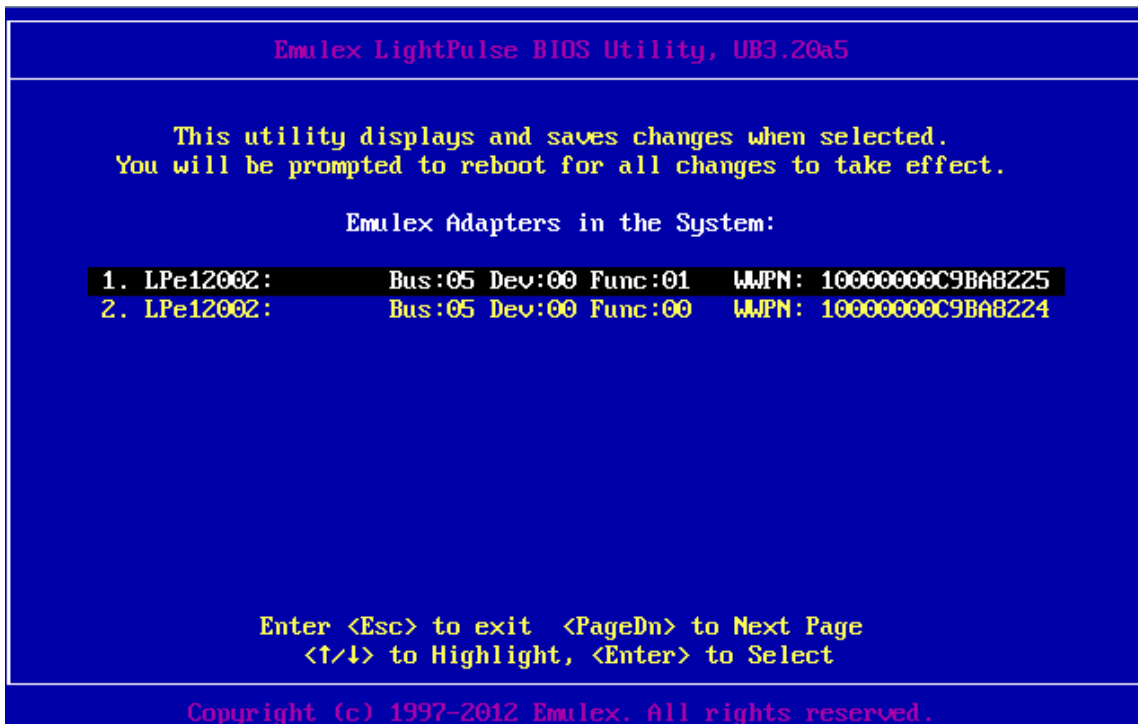 Emulex LightPulse BIOS Utility, UB3.20a5
This utility displays and saves changes when selected.
You will be prompted to reboot for all changes to take effect.
Emulex Adapters in the System:
1. LPe12002: Bus:05 Dev:00 Func:01 WWPN: 10000000C9BA8225
2. LPe12002: Bus:05 Dev:00 Func:00 WWPN: 10000000C9BA8224
Enter <Esc> to exit <PageDn> to Next Page
<↑/↓> to Highlight, <Enter> to Select
Copyright (c) 1997-2012 Emulex. All rights reserved.